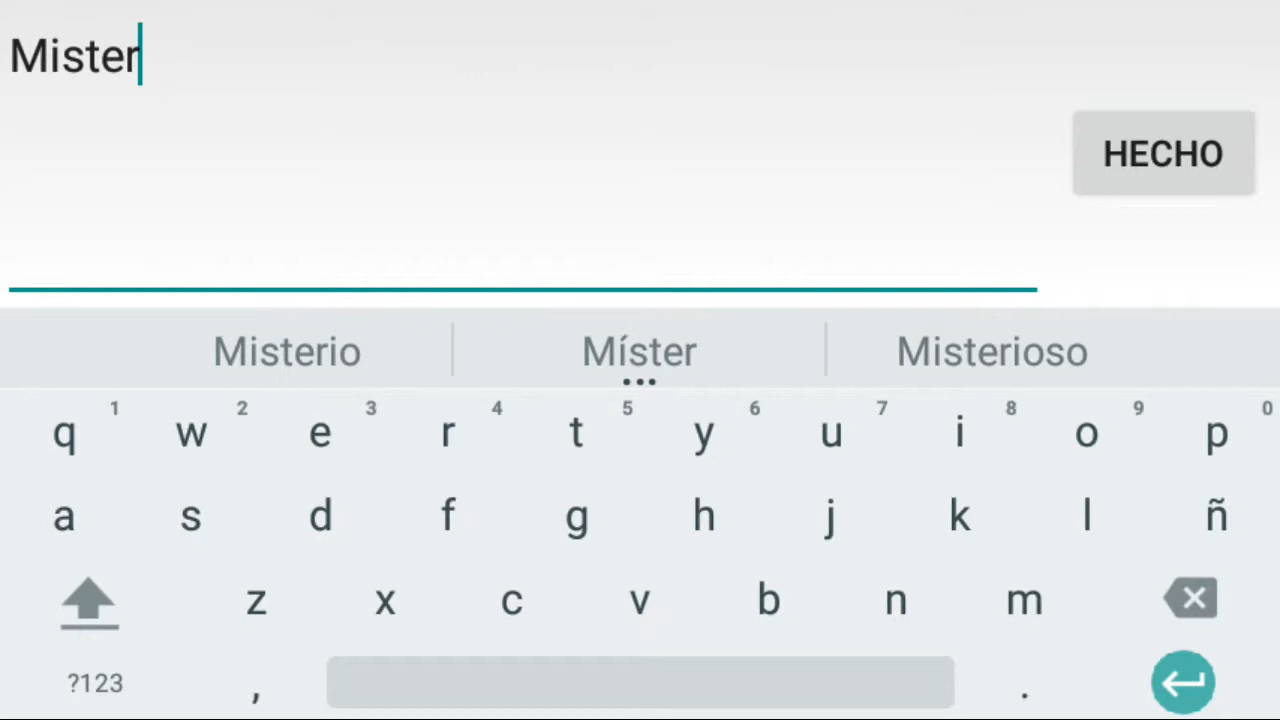 Mister
HECHO
Misterio Míster Misterioso
1 2 3 4 5 6 7 8 9 0
q w e r t y u i o p
a s d f g h j k l ñ
z x c v b n m
?123 , .